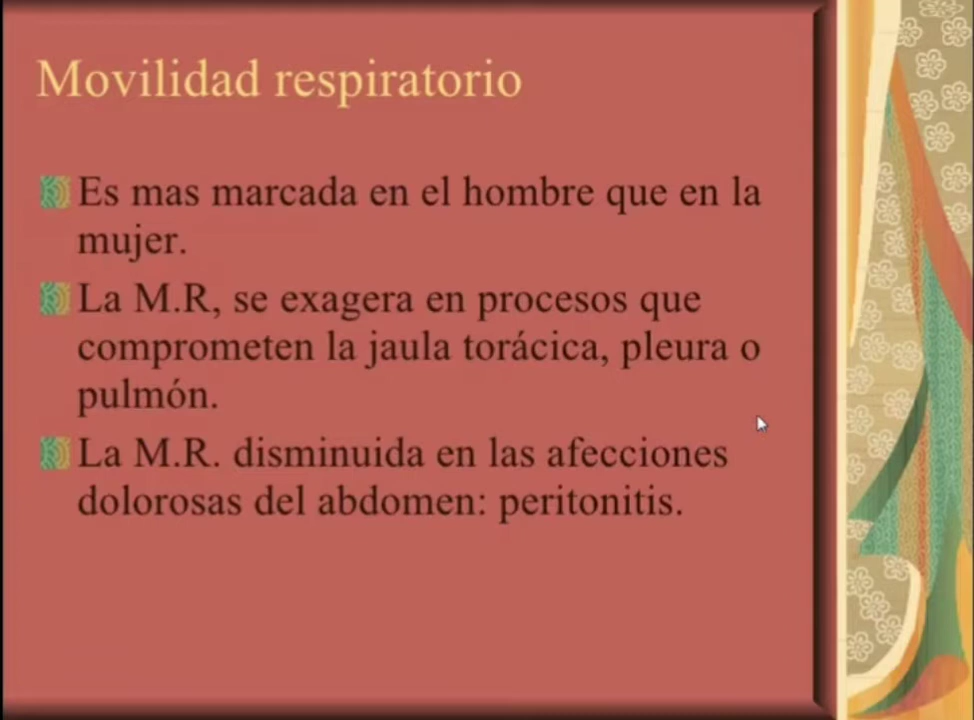 Movilidad respiratorio
Es mas marcada en el hombre que en la
mujer.
La M.R, se exagera en procesos que
comprometen la jaula torácica, pleura o
pulmón.
La M.R. disminuida en las afecciones
dolorosas del abdomen: peritonitis.